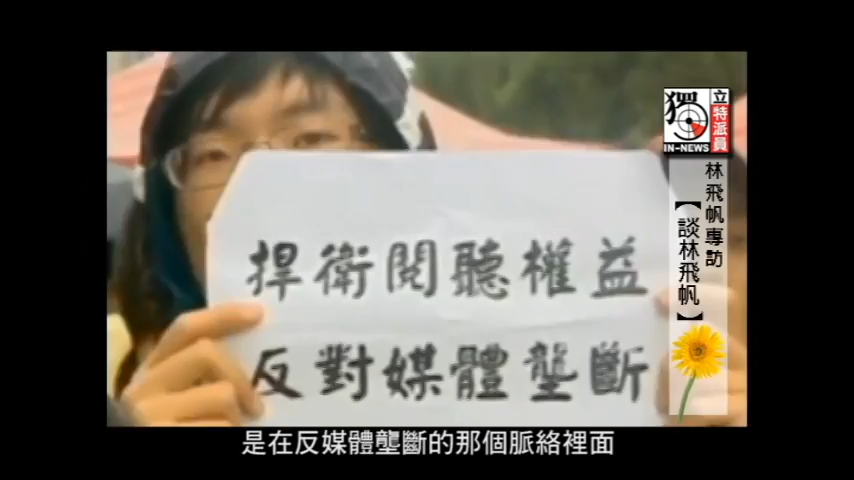 捍衛閱聽權益
反對媒體壟斷
獨立特派員
IN-NEWS
林飛帆專訪
【談林飛帆】
是在反媒體壟斷的那個脈絡裡面